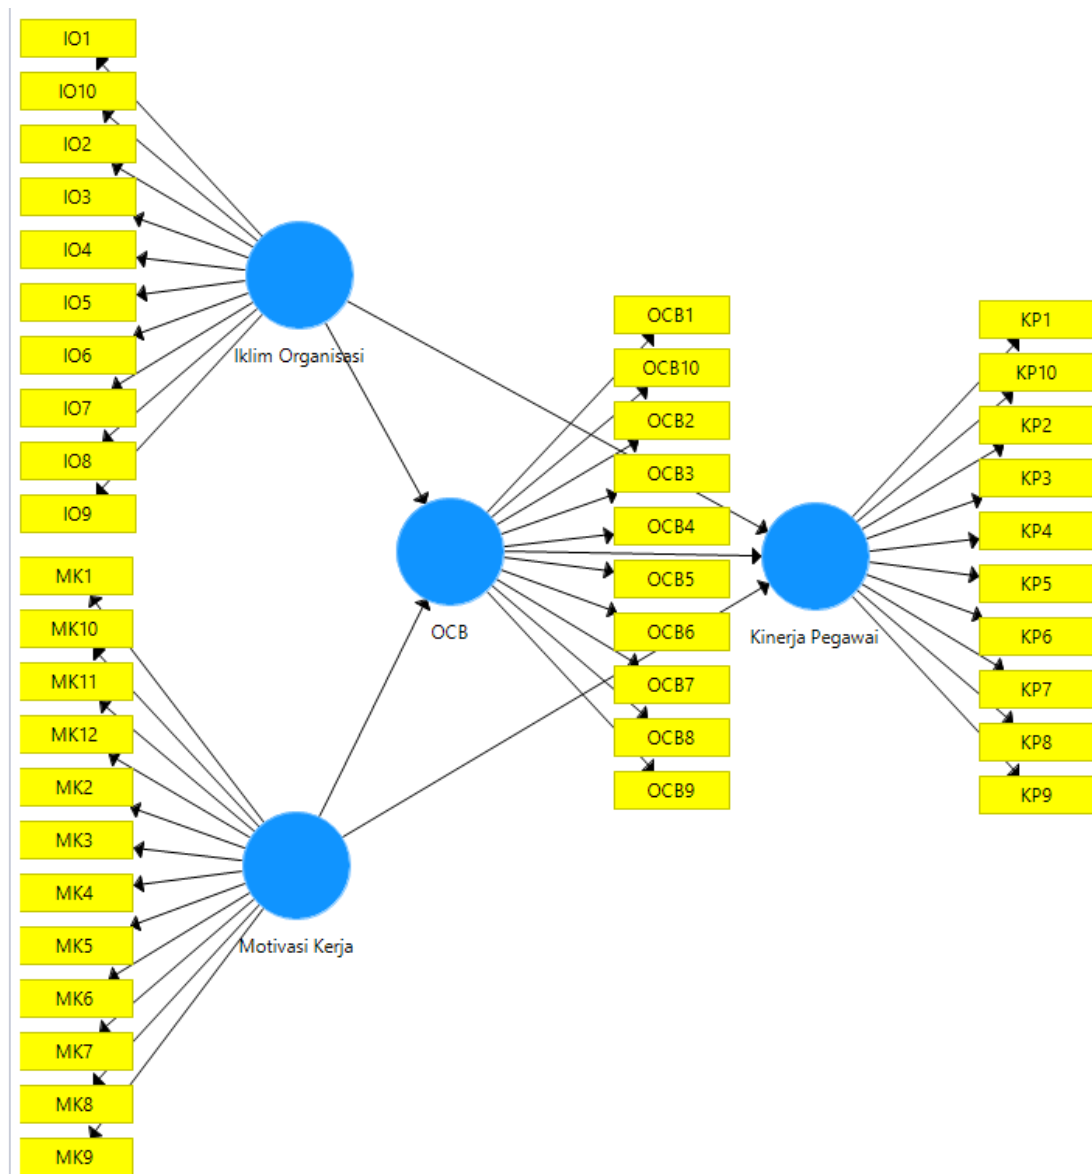 IO1
IO10
IO2
IO3
IO4
IO5
IO6
IO7
IO8
IO9
Iklim Organisasi
MK1
MK10
MK11
MK12
MK2
MK3
MK4
MK5
MK6
MK7
MK8
MK9
Motivasi Kerja
OCB
OCB1
OCB10
OCB2
OCB3
OCB4
OCB5
OCB6
OCB7
OCB8
OCB9
Kinerja Pegawai
KP1
KP10
KP2
KP3
KP4
KP5
KP6
KP7
KP8
KP9